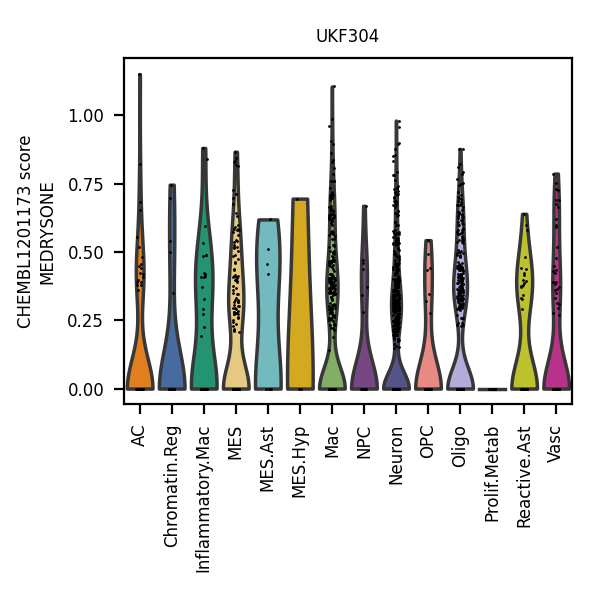 UKF304
CHEMBL1201173 score
MEDRYSONE
1.00
0.75
0.50
0.25
0.00
AC
Chromatin.Reg
Inflammatory.Mac
MES
MES.Ast
MES.Hyp
Mac
NPC
Neuron
OPC
Oligo
Prolif.Metab
Reactive.Ast
Vasc